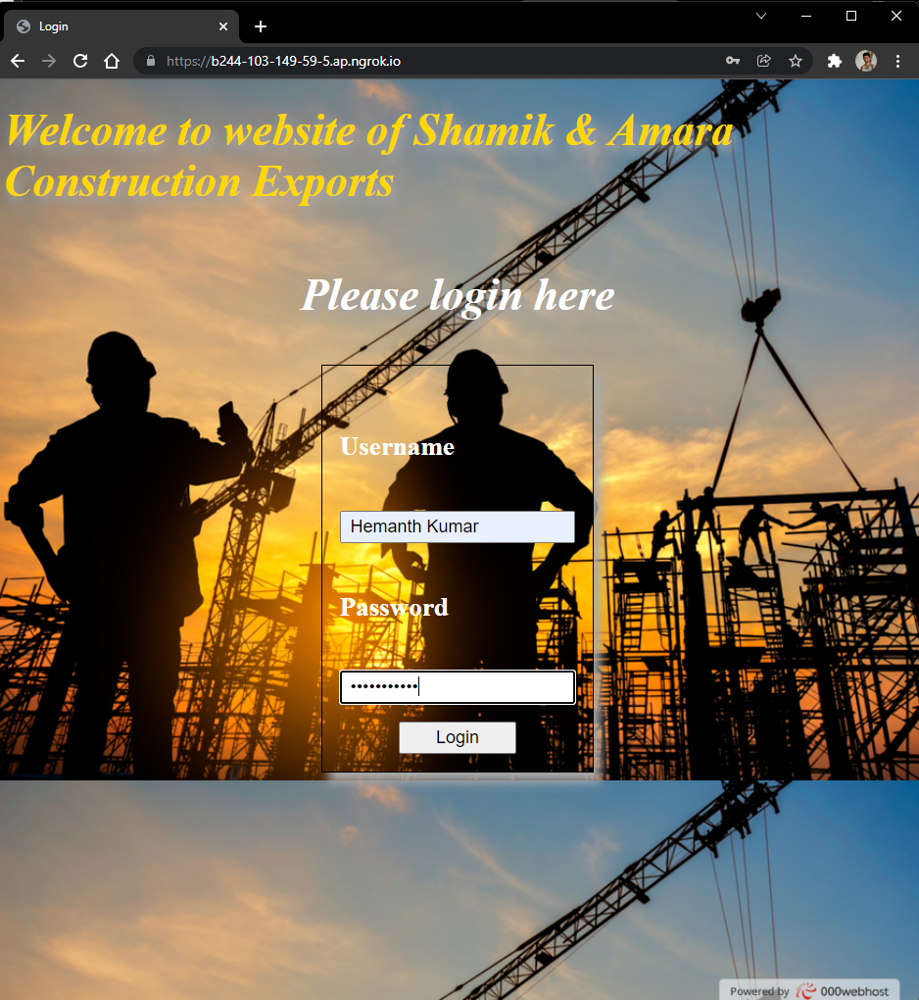 Login
https://b244-103-149-59-5.ap.ngrok.io
Welcome to website of Shamik & Amara
Construction Exports
Please login here
Username
Hemanth Kumar
Password
•••••••••••
Login
Powered by 000webhost